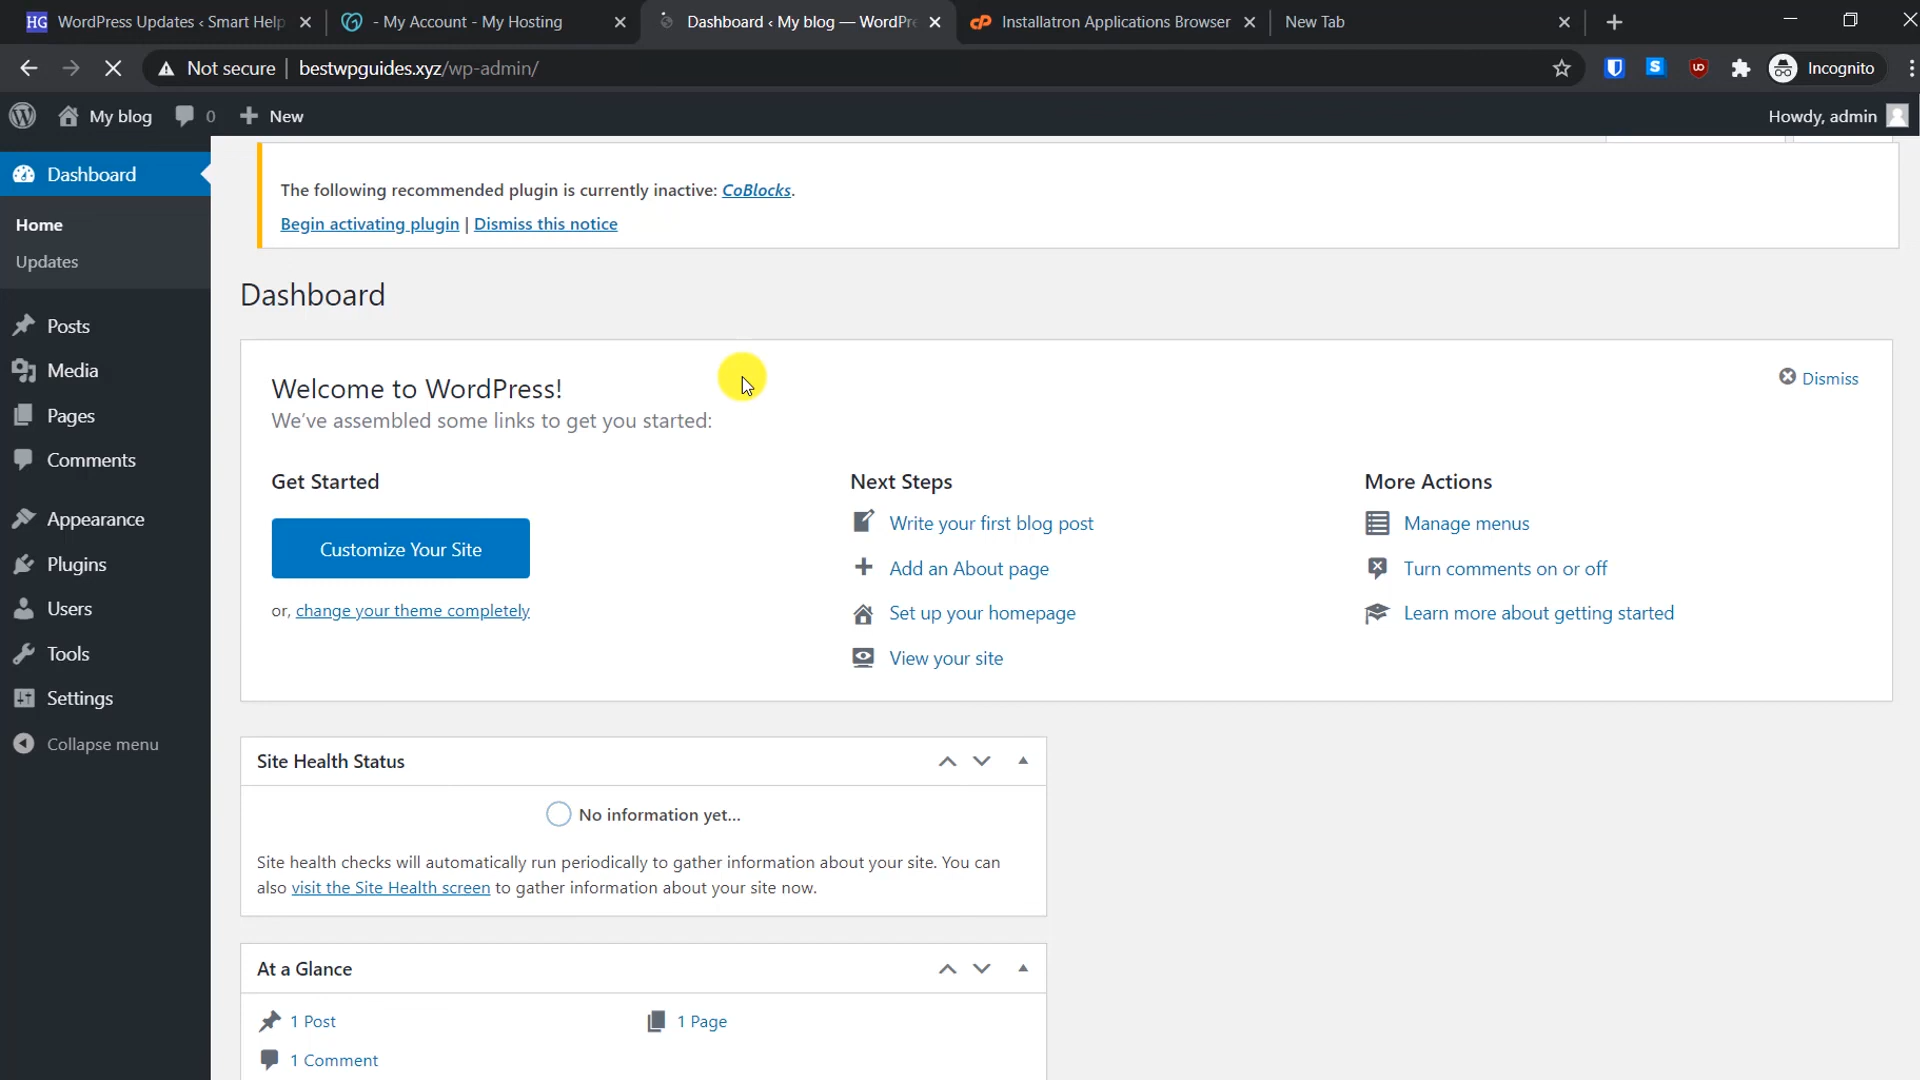 HG WordPress Updates ‹ Smart Help
- My Account - My Hosting
Dashboard ‹ My blog — WordPre
cP Installatron Applications Browser
New Tab
Not secure | bestwpguides.xyz/wp-admin/
S
uo
Incognito
My blog
0
New
Howdy, admin
Dashboard
Home
Updates
Posts
Media
Pages
Comments
Appearance
Plugins
Users
Tools
Settings
Collapse menu
The following recommended plugin is currently inactive: CoBlocks.
Begin activating plugin | Dismiss this notice
Dashboard
Welcome to WordPress!
We've assembled some links to get you started:
Dismiss
Get Started
Customize Your Site
or, change your theme completely
Next Steps
Write your first blog post
Add an About page
Set up your homepage
View your site
More Actions
Manage menus
Turn comments on or off
Learn more about getting started
Site Health Status
No information yet...
Site health checks will automatically run periodically to gather information about your site. You can
also visit the Site Health screen to gather information about your site now.
At a Glance
1 Post
1 Page
1 Comment